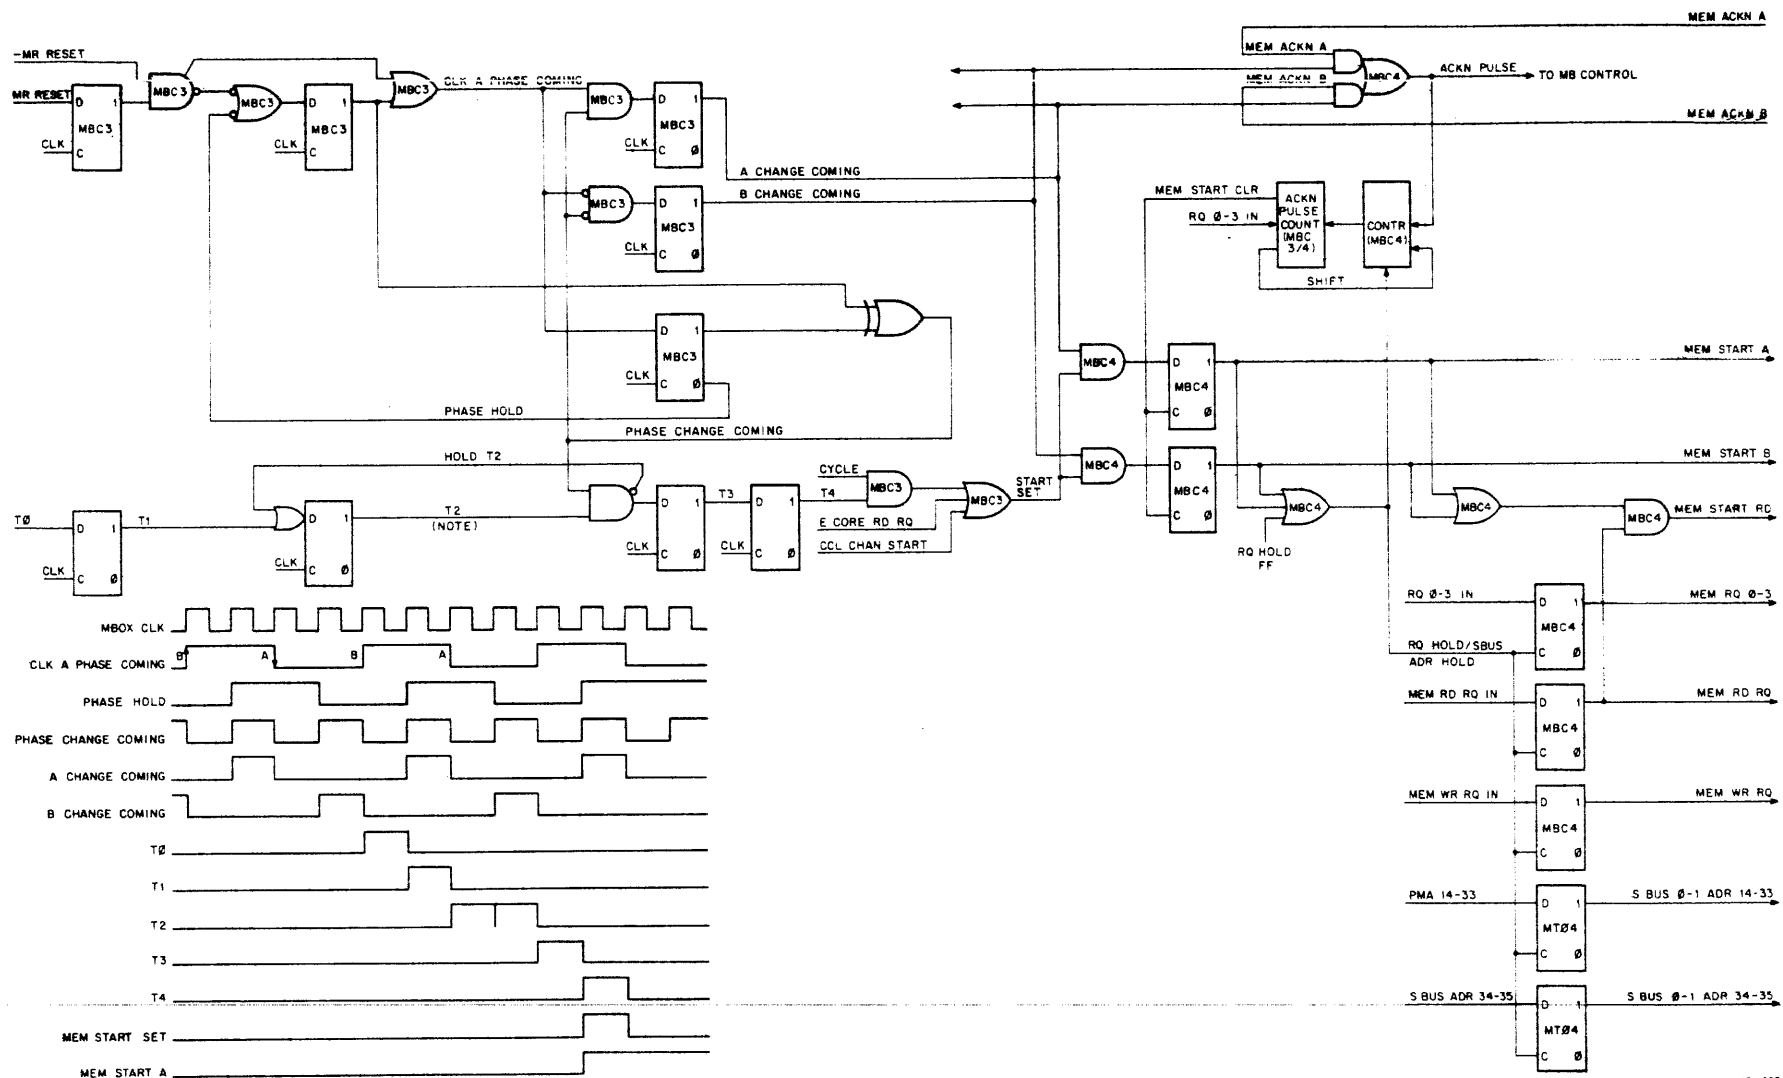 MEM ACKN A
-MR RESET
MEM ACKN A
MBC3
CLK A PHASE COMING
MBC4
ACKN PULSE
TO MB CONTROL
MR RESET
D 1
MBC3
CLK
C
MBC3
D 1
MBC3
CLK
C
MBC3
MBC3
D 1
MBC3
CLK
C Ø
MEM ACKN B
MEM ACKN B
A CHANGE COMING
MBC3
D 1
MBC3
CLK
C Ø
B CHANGE COMING
MEM START CLR
RQ Ø-3 IN
ACKN
PULSE
COUNT
(MBC
3/4)
CONTR
(MBC4)
SHIFT
D 1
MBC3
CLK
C Ø
PHASE HOLD
PHASE CHANGE COMING
MBC4
D 1
MBC4
C Ø
MEM START A
HOLD T2
TØ
D 1
T1
CLK
C Ø
D 1
T2
(NOTE)
CLK
C Ø
D 1
T3
CLK
C Ø
D 1
T4
CLK
C Ø
CYCLE
MBC3
E CORE RD RQ
CCL CHAN START
MBC3
START
SET
MBC4
D 1
MBC4
C Ø
MEM START B
MBC4
RQ HOLD
FF
MBC4
MBC4
MEM START RD
RQ Ø-3 IN
D 1
MBC4
C Ø
MEM RQ Ø-3
RQ HOLD/SBUS
ADR HOLD
MEM RD RQ IN
D 1
MBC4
C Ø
MEM RD RQ
MEM WR RQ IN
D 1
MBC4
C Ø
MEM WR RQ
PMA 14-33
D 1
MTØ4
C Ø
S BUS Ø-1 ADR 14-33
S BUS ADR 34-35
D 1
MTØ4
C Ø
S BUS Ø-1 ADR 34-35
MBOX CLK
CLK A PHASE COMING
B A B A
PHASE HOLD
PHASE CHANGE COMING
A CHANGE COMING
B CHANGE COMING
TØ
T1
T2
T3
T4
MEM START SET
MEM START A